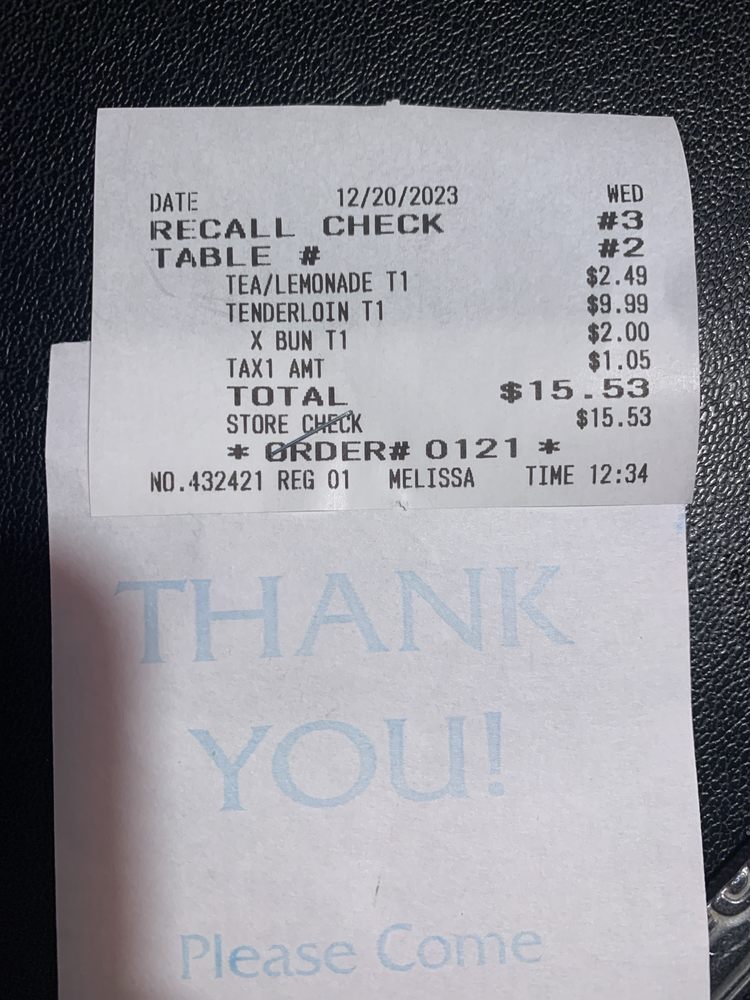 DATE 12/20/2023 WED
RECALL CHECK #3
TABLE # #2
TEA/LEMONADE T1 $2.49
TENDERLOIN T1 $9.99
X BUN T1 $2.00
TAX1 AMT $1.05
TOTAL $15.53
STORE CHECK $15.53
* ORDER# 0121 *
NO.432421 REG 01 MELISSA TIME 12:34
THANK
YOU!
Please Come